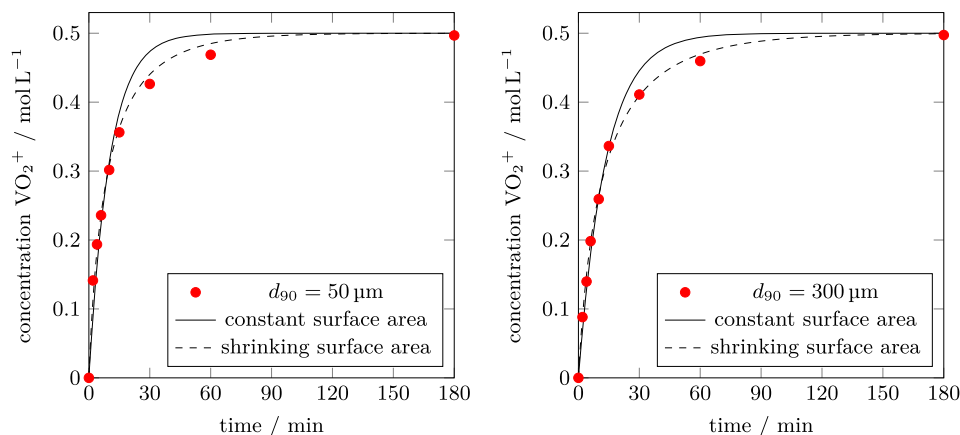 0.5
0.4
0.3
0.2
0.1
0
concentration VO₂⁺ / mol L⁻¹
d₉₀ = 50 µm
constant surface area
shrinking surface area
0 30 60 90 120 150 180
time / min
0.5
0.4
0.3
0.2
0.1
0
concentration VO₂⁺ / mol L⁻¹
d₉₀ = 300 µm
constant surface area
shrinking surface area
0 30 60 90 120 150 180
time / min